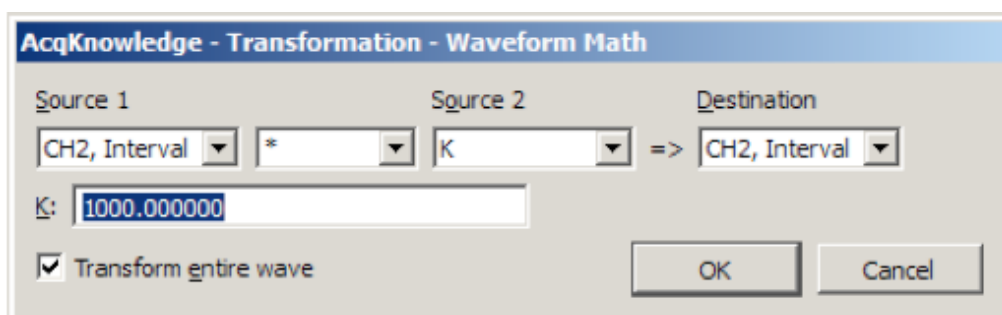 AcqKnowledge - Transformation - Waveform Math
Source 1 Source 2 Destination
CH2, Interval * K => CH2, Interval
K: 1000.000000
Transform entire wave OK Cancel